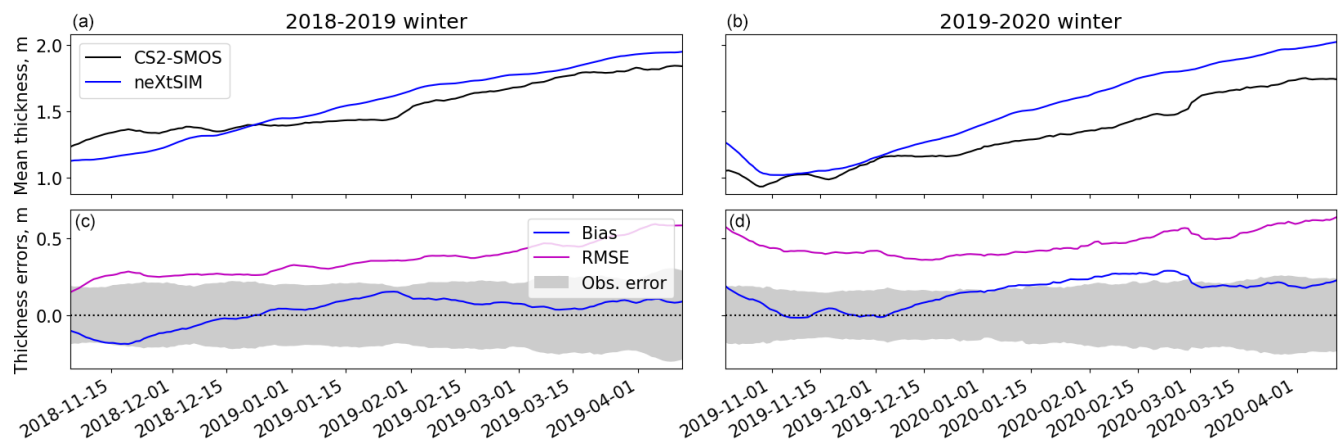 (a) 2018-2019 winter
(b) 2019-2020 winter
Mean thickness, m
2.0
1.5
1.0
CS2-SMOS
neXtSIM
Thickness errors, m
(c)
(d)
0.5
0.0
Bias
RMSE
Obs. error
2018-11-15
2018-12-01
2018-12-15
2019-01-01
2019-01-15
2019-02-01
2019-02-15
2019-03-01
2019-03-15
2019-04-01
2019-11-01
2019-11-15
2019-12-01
2019-12-15
2020-01-01
2020-01-15
2020-02-01
2020-02-15
2020-03-01
2020-03-15
2020-04-01